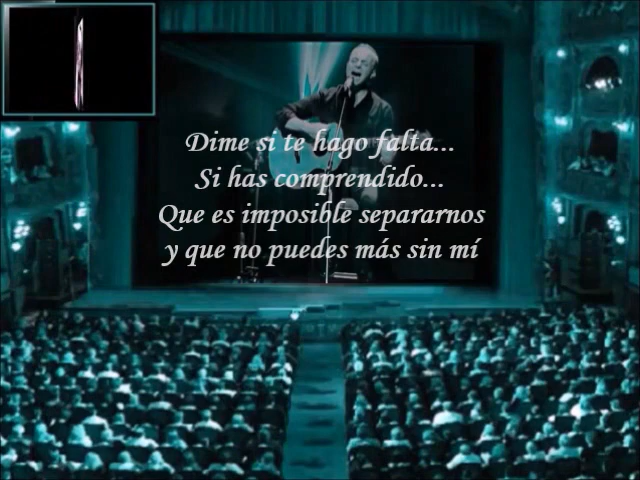 Dime si te hago falta...
Si has comprendido...
Que es imposible separarnos
y que no puedes más sin mí